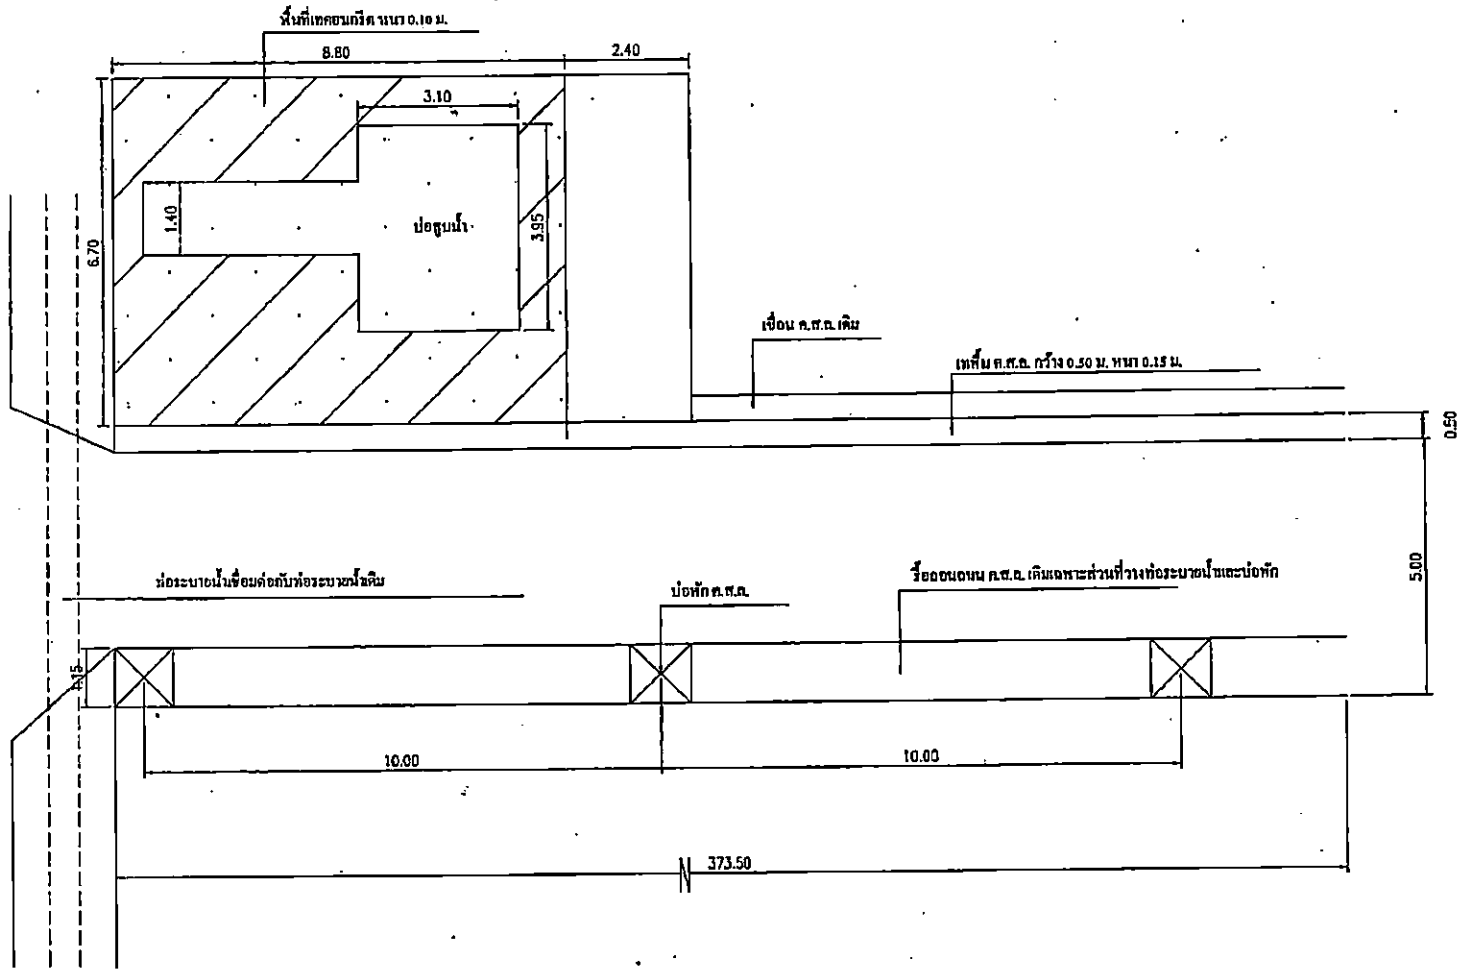 พื้นที่เทคอนกรีต หนา 0.10 ม.
8.80
2.40
3.10
1.40
บ่อสูบน้ำ
3.95
6.70
เขื่อน ค.ส.ล. เดิม
เทพื้น ค.ส.ล. กว้าง 0.50 ม. หนา 0.15 ม.
0.50
5.00
ท่อระบายน้ำเชื่อมต่อกับท่อระบายน้ำเดิม
บ่อพัก ค.ส.ล.
รื้อถอนถนน ค.ส.ล. เดิมเฉพาะส่วนที่วางท่อระบายน้ำและบ่อพัก
1.15
10.00
10.00
373.50